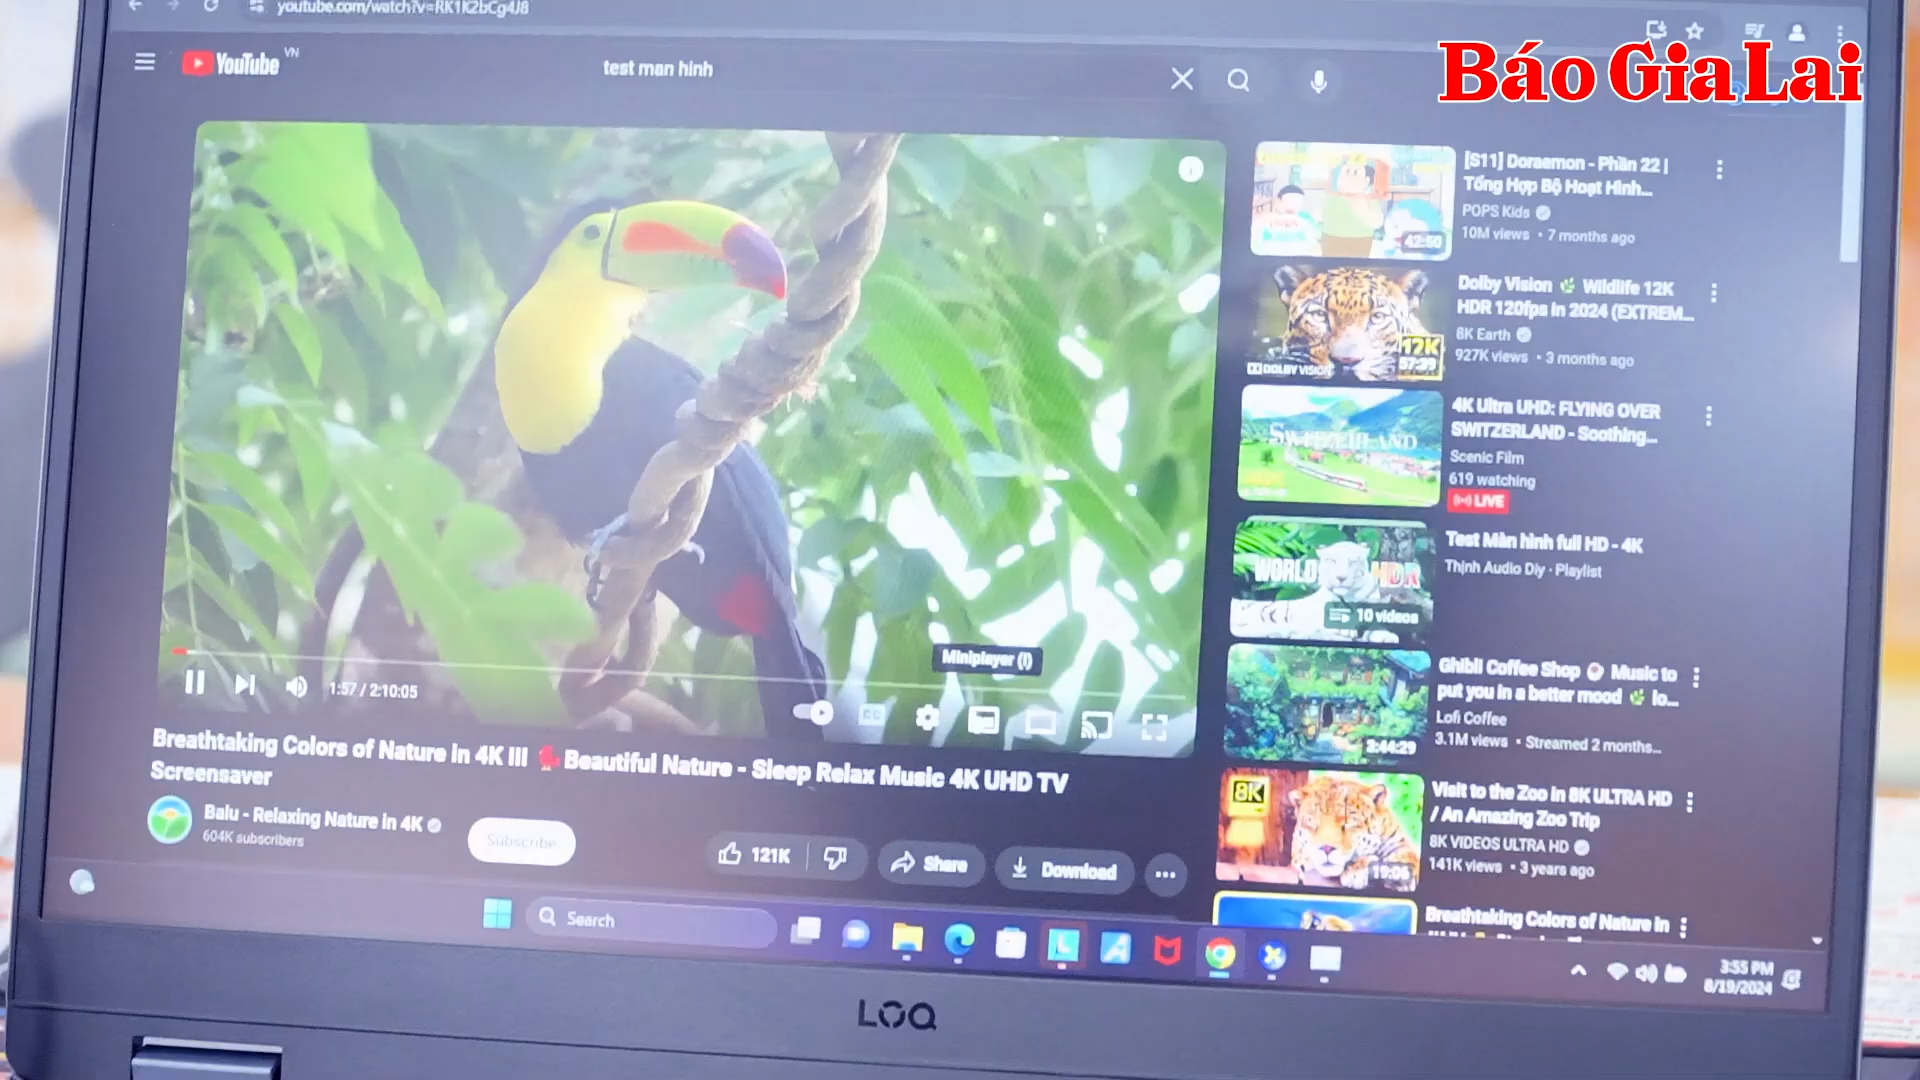 youtube.com/watch?v=RK1K2bCg4J8
YouTube VN
test man hinh
Báo Gia Lai
[S11] Doraemon - Phần 22 |
Tổng Hợp Bộ Hoạt Hình...
POPS Kids
10M views • 7 months ago
42:50
Dolby Vision Wildlife 12K
HDR 120fps in 2024 (EXTREM...
8K Earth
927K views • 3 months ago
12K
57:39
DOLBY VISION
4K Ultra UHD: FLYING OVER
SWITZERLAND - Soothing...
Scenic Film
619 watching
LIVE
SWITZERLAND
Test Màn hình full HD - 4K
Thịnh Audio Diy · Playlist
WORLD HDR
10 videos
Ghibli Coffee Shop Music to
put you in a better mood lo...
Lofi Coffee
3.1M views • Streamed 2 months...
3:44:29
Visit to the Zoo in 8K ULTRA HD
/ An Amazing Zoo Trip
8K VIDEOS ULTRA HD
141K views • 3 years ago
8K
19:06
Breathtaking Colors of Nature in
Miniplayer (i)
1:57 / 2:10:05
CC
Breathtaking Colors of Nature in 4K III Beautiful Nature - Sleep Relax Music 4K UHD TV
Screensaver
Balu - Relaxing Nature in 4K
604K subscribers
Subscribe
121K
Share
Download
Search
3:55 PM
8/19/2024
LOQ